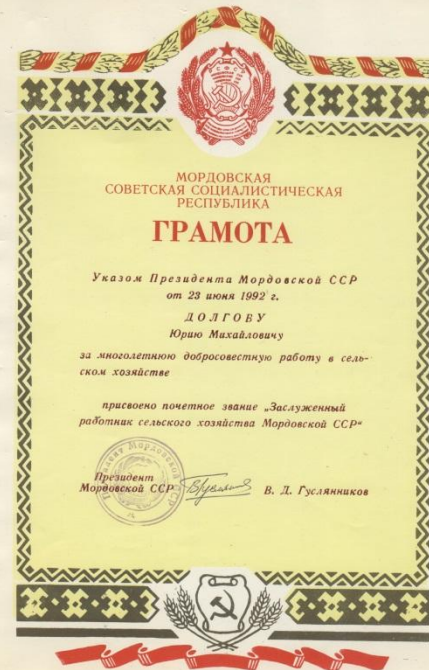 МОРДОВСКАЯ
СОВЕТСКАЯ СОЦИАЛИСТИЧЕСКАЯ
РЕСПУБЛИКА
ГРАМОТА
Указом Президента Мордовской ССР
от 23 июня 1992 г.
ДОЛГОВУ
Юрию Михайловичу
за многолетнюю добросовестную работу в сель-
ском хозяйстве
присвоено почетное звание „Заслуженный
работник сельского хозяйства Мордовской ССР“
Президент
Мордовской ССР
В. Д. Гуслянников